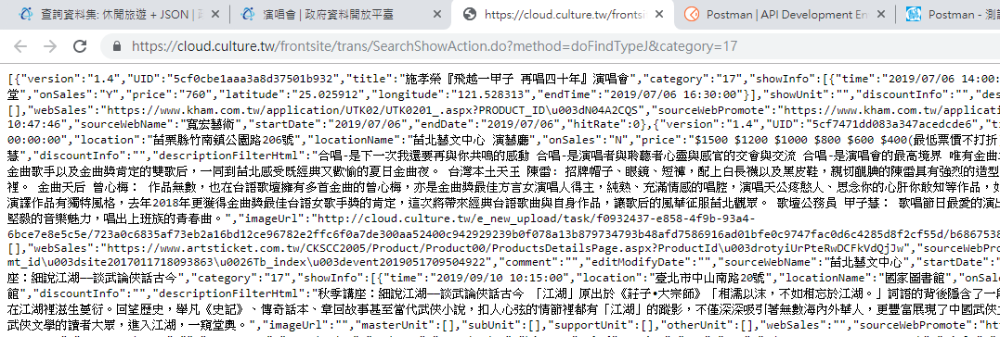 查詢資料集: 休閒旅遊 + JSON | 政 演唱會 | 政府資料開放平臺 https://cloud.culture.tw/frontsite Postman | API Development En Postman - 測試
https://cloud.culture.tw/frontsite/trans/SearchShowAction.do?method=doFindTypeJ&category=17
[{"version":"1.4","UID":"5cf0cbe1aaa3a8d37501b932","title":"施孝榮『飛越一甲子 再唱四十年』演唱會","category":"17","showInfo":[{"time":"2019/07/06 14:00:
堂","onSales":"Y","price":"760","latitude":"25.025912","longitude":"121.528313","endTime":"2019/07/06 16:30:00"}],"showUnit":"","discountInfo":"","des
[],"webSales":"https://www.kham.com.tw/application/UTK02/UTK0201_.aspx?PRODUCT_ID\u003dN04A2CQS","sourceWebPromote":"https://www.kham.com.tw/applica
10:47:46","sourceWebName":"寬宏藝術","startDate":"2019/07/06","endDate":"2019/07/06","hitRate":0},{"version":"1.4","UID":"5cf7471dd083a347acedcde6","ti
00:00:00","location":"苗栗縣竹南鎮公園路206號","locationName":"苗北藝文中心 演藝廳","onSales":"N","price":"$1500 $1200 $1000 $800 $600 $400(最低票價不打折
慧","discountInfo":"","descriptionFilterHtml":"合唱-是下一次我還要再與你共鳴的感動 合唱-是演唱者與聆聽者心靈與感官的交會與交流 合唱-是演唱會的最高境界 唯有金曲
金曲歌手以及金曲獎肯定的雙歌后，一同到苗北感受既經典又歡愉的夏日金曲夜。 台灣本土天王 陳雷: 招牌帽子、眼鏡、短褲，配上白長襪以及黑皮鞋，親切靦腆的陳雷具有強烈的造型
裡。 金曲天后 曾心梅： 作品無數，也在台語歌壇擁有多首金曲的曾心梅，亦是金曲獎最佳方言女演唱人得主，純熟、充滿情感的唱腔，演唱天公疼憨人、思念你的心肝你敢知等作品，如
演譯作品有獨特風格，去年2018年更獲得金曲獎最佳台語女歌手獎的肯定，這次將帶來經典台語歌曲與自身作品，讓歌后的風華征服苗北觀眾。 歌壇公務員 甲子慧： 歌唱節日最愛的演出
堅毅的音樂魅力，唱出上班族的青春曲。","imageUrl":"http://cloud.culture.tw/e_new_upload/task/f0932437-e858-4f9b-93a4-
6bce7e8e5c5e/723a0c6835af73eb2a16bd12ce96782e2ffc6f0a7de300aa52400c942929239b0f078a13b879734793b48afd7586916ad01bfe0c9747fac0d6c4285d8f2cf55d/b6867538
[],"webSales":"https://www.artsticket.com.tw/CKSCC2005/Product/Product00/ProductsDetailsPage.aspx?ProductId\u003drotyiUrPteRwDCFkVdQjJw","sourceWebPro
mt_id\u003dsite2017011718093863\u0026Tb_index\u003devent2019051709504922","comment":"","editModifyDate":"","sourceWebName":"苗北藝文中心","startDate":
座：細說江湖──談武論俠話古今","category":"17","showInfo":[{"time":"2019/09/10 10:15:00","location":"臺北市中山南路20號","locationName":"國家圖書館","onSale
館","discountInfo":"","descriptionFilterHtml":"秋季講座：細說江湖──談武論俠話古今 「江湖」原出於《莊子•大宗師》「相濡以沫，不如相忘於江湖。」詞語的背後隱含了一段
在江湖裡滋生蔓衍。回望歷史，舉凡《史記》、傳奇話本、章回故事甚至當代武俠小說，扣人心弦的情節裡都有「江湖」的蹤影，不僅深深吸引著無數海內外讀人，更豐富展現了中國武俠
武俠文學的讀者大眾，進入江湖一窺堂奧。","imageUrl":"","masterUnit":[],"subUnit":[],"supportUnit":[],"otherUnit":[],"webSales":"","sourceWebPromote":"ht